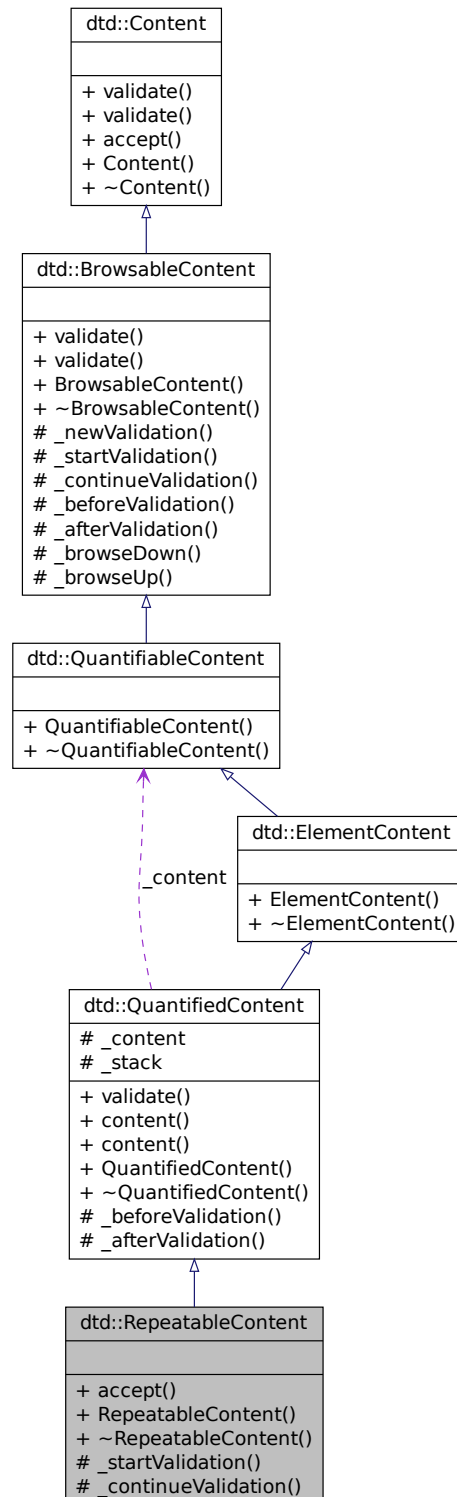 dtd::Content
+ validate()
+ validate()
+ accept()
+ Content()
+ ~Content()
dtd::BrowsableContent
+ validate()
+ validate()
+ BrowsableContent()
+ ~BrowsableContent()
# _newValidation()
# _startValidation()
# _continueValidation()
# _beforeValidation()
# _afterValidation()
# _browseDown()
# _browseUp()
dtd::QuantifiableContent
+ QuantifiableContent()
+ ~QuantifiableContent()
dtd::ElementContent
+ ElementContent()
+ ~ElementContent()
_content
dtd::QuantifiedContent
# _content
# _stack
+ validate()
+ content()
+ content()
+ QuantifiedContent()
+ ~QuantifiedContent()
# _beforeValidation()
# _afterValidation()
dtd::RepeatableContent
+ accept()
+ RepeatableContent()
+ ~RepeatableContent()
# _startValidation()
# _continueValidation()